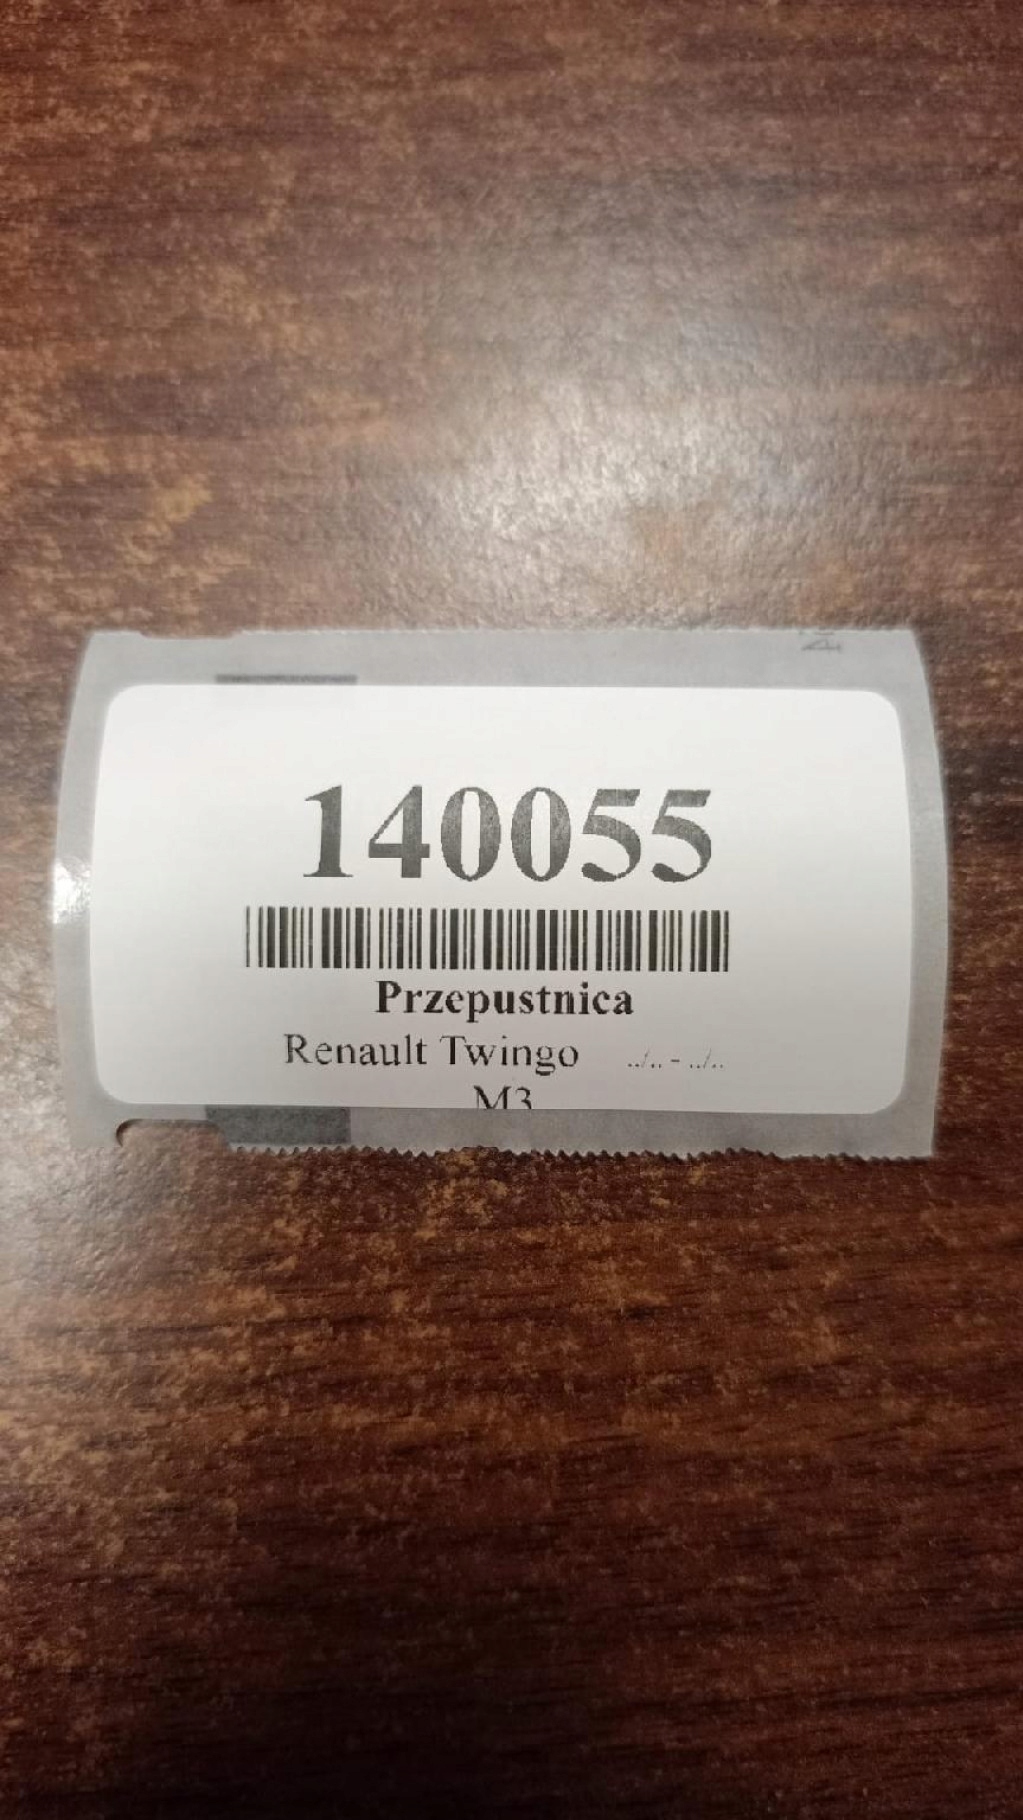 140055
Przepustnica
Renault Twingo ../.. - ../..
M3